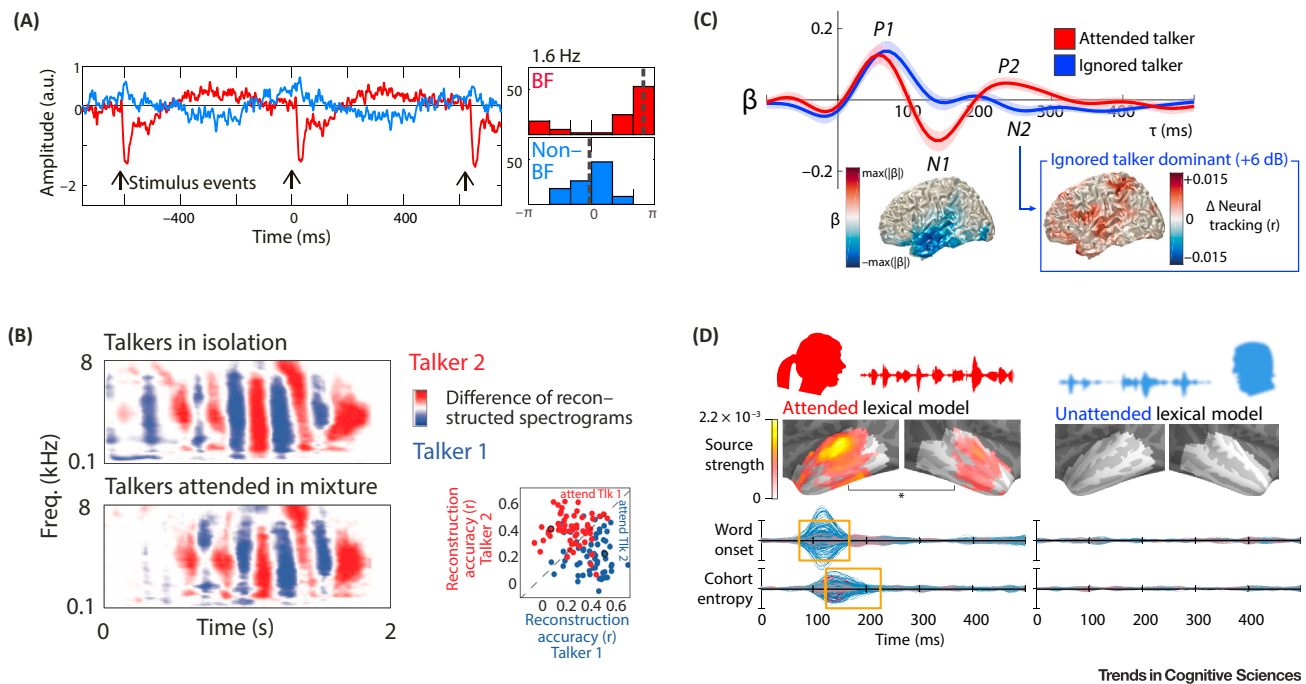 (A)
1
0
−2
Amplitude (a.u.)
Stimulus events
−400
0
400
Time (ms)
1.6 Hz
BF
50
Non–
BF
50
−π
0
π
(B)
Talkers in isolation
8
0.1
Freq. (kHz)
Talkers attended in mixture
8
0.1
0
Time (s)
2
Talker 2
Difference of recon–
structed spectrograms
Talker 1
Reconstruction
accuracy (r)
Talker 2
0.6
0.4
0.2
0
attend Tlk 1
attend Tlk 2
0 0.2 0.4 0.6
Reconstruction
accuracy (r)
Talker 1
(C)
0.2
P1
Attended talker
Ignored talker
P2
β
100
300
400
τ (ms)
N2
−0.2
N1
max(|β|)
β
−max(|β|)
Ignored talker dominant (+6 dB)
+0.015
0
−0.015
Δ Neural
tracking (r)
(D)
2.2 × 10⁻³
Source
strength
0
Attended lexical model
*
Unattended lexical model
Word
onset
Cohort
entropy
0 100 200 300 400
Time (ms)
0 100 200 300 400 500
Trends in Cognitive Sciences